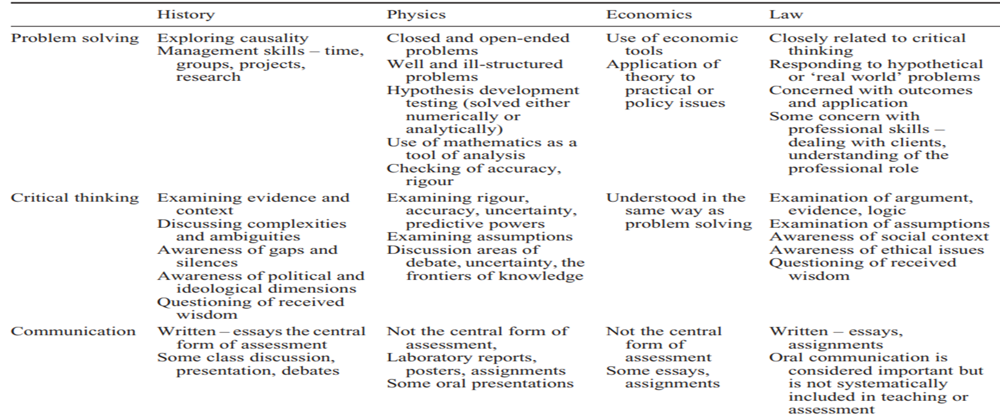 History Physics Economics Law
Problem solving
Exploring causality
Management skills – time,
groups, projects,
research
Closed and open-ended
problems
Well and ill-structured
problems
Hypothesis development
testing (solved either
numerically or
analytically)
Use of mathematics as a
tool of analysis
Checking of accuracy,
rigour
Use of economic
tools
Application of
theory to
practical or
policy issues
Closely related to critical
thinking
Responding to hypothetical
or ‘real world’ problems
Concerned with outcomes
and application
Some concern with
professional skills –
dealing with clients,
understanding of the
professional role
Critical thinking
Examining evidence and
context
Discussing complexities
and ambiguities
Awareness of gaps and
silences
Awareness of political and
ideological dimensions
Questioning of received
wisdom
Examining rigour,
accuracy, uncertainty,
predictive powers
Examining assumptions
Discussion areas of
debate, uncertainty, the
frontiers of knowledge
Understood in the
same way as
problem solving
Examination of argument,
evidence, logic
Examination of assumptions
Awareness of social context
Awareness of ethical issues
Questioning of received
wisdom
Communication
Written – essays the central
form of assessment
Some class discussion,
presentation, debates
Not the central form of
assessment,
Laboratory reports,
posters, assignments
Some oral presentations
Not the central
form of
assessment
Some essays,
assignments
Written – essays,
assignments
Oral communication is
considered important but
is not systematically
included in teaching or
assessment